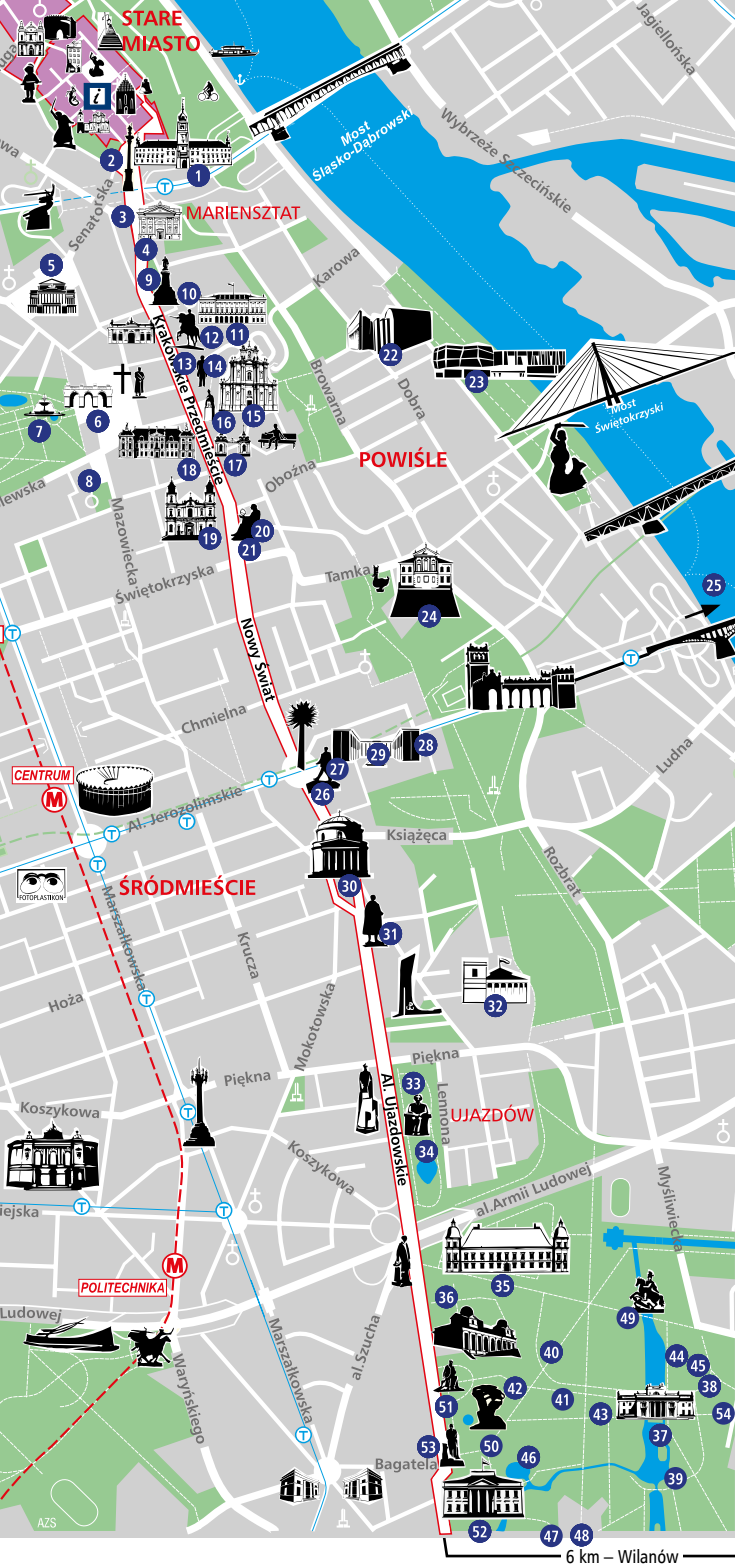 STARE
MIASTO
Jagiellońska
i
Most
Śląsko-Dąbrowski
Wybrzeże Szczecińskie
1
2
T
Senatorska
3
MARIENSZTAT
4
5
9
10
Karowa
11
12
Krakowskie Przedmieście
13
14
22
23
Browarna
Dobra
15
16
6
7
Most
Świętokrzyski
17
18
POWIŚLE
8
Oboźna
Mazowiecka
19
20
21
Świętokrzyska
Tamka
24
25
T
Nowy Świat
T
Chmielna
28
29
27
26
Ludna
CENTRUM
M
T
T
Al. Jerozolimskie
T
Książęca
T
FOTOPLASTIKON
ŚRÓDMIEŚCIE
30
Rozbrat
Marszałkowska
31
Krucza
T
32
Hoża
Mokotowska
Piękna
Piękna
33
Al. Ujazdowskie
Lennona
UJAZDÓW
Koszykowa
T
34
Koszykowa
al.Armii Ludowej
Myśliwiecka
T
T
M
POLITECHNIKA
35
36
49
Ludowej
al.Szucha
40
44
45
38
Waryńskiego
Marszałkowska
42
41
43
54
51
37
T
53
50
Bagatela
46
39
AZS
52
47
48
6 km – Wilanów